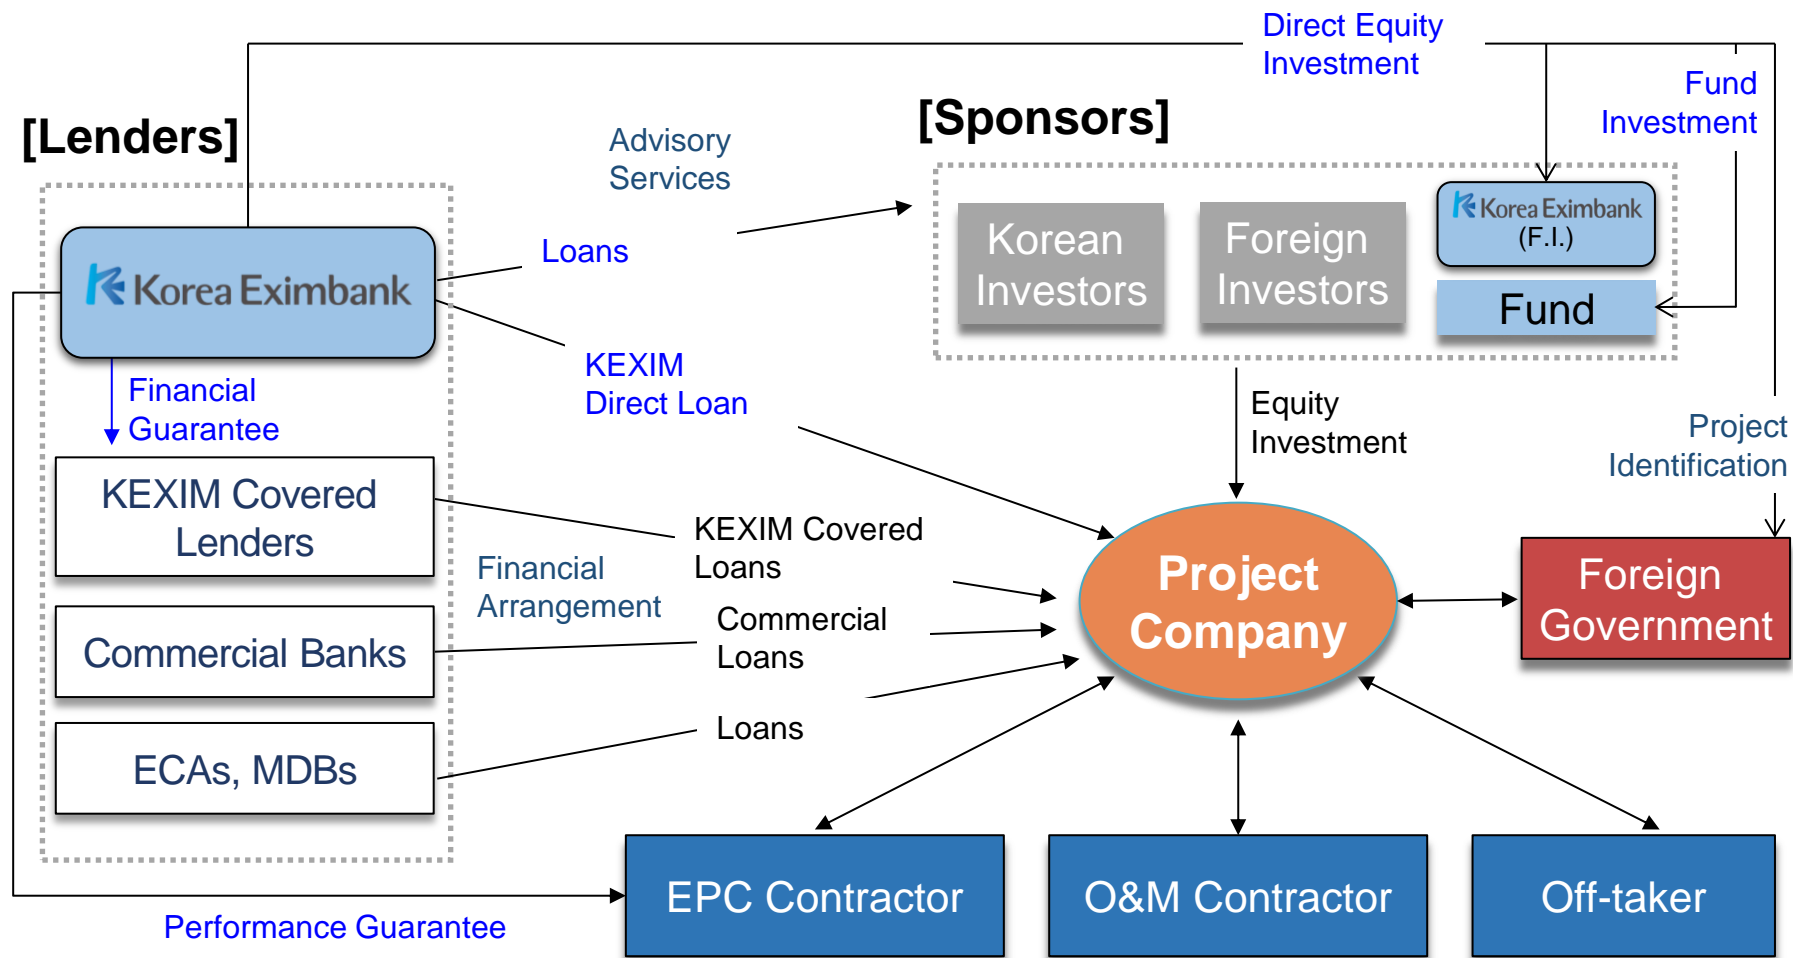 Direct Equity
Investment
Fund
Investment
[Lenders]
[Sponsors]
Advisory
Services
Korea Eximbank
Loans
Korean
Investors
Foreign
Investors
Korea Eximbank
(F.I.)
Fund
Financial
Guarantee
KEXIM
Direct Loan
Equity
Investment
Project
Identification
KEXIM Covered
Lenders
KEXIM Covered
Loans
Financial
Arrangement
Commercial
Loans
Project
Company
Foreign
Government
Commercial Banks
Loans
ECAs, MDBs
EPC Contractor
O&M Contractor
Off-taker
Performance Guarantee